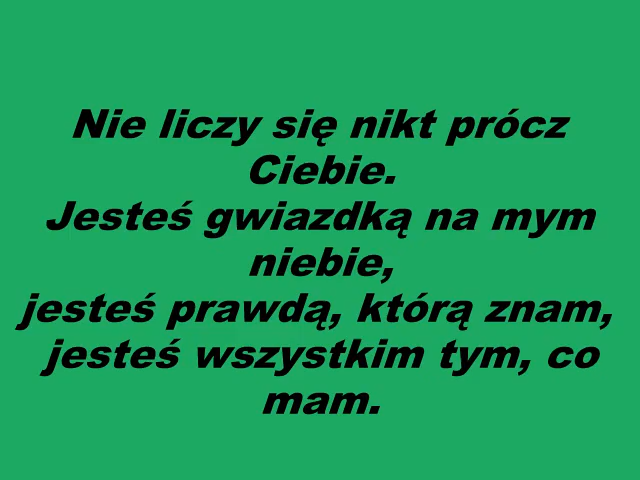 Nie liczy się nikt prócz
Ciebie.
Jesteś gwiazdką na mym
niebie,
jesteś prawdą, którą znam,
jesteś wszystkim tym, co
mam.